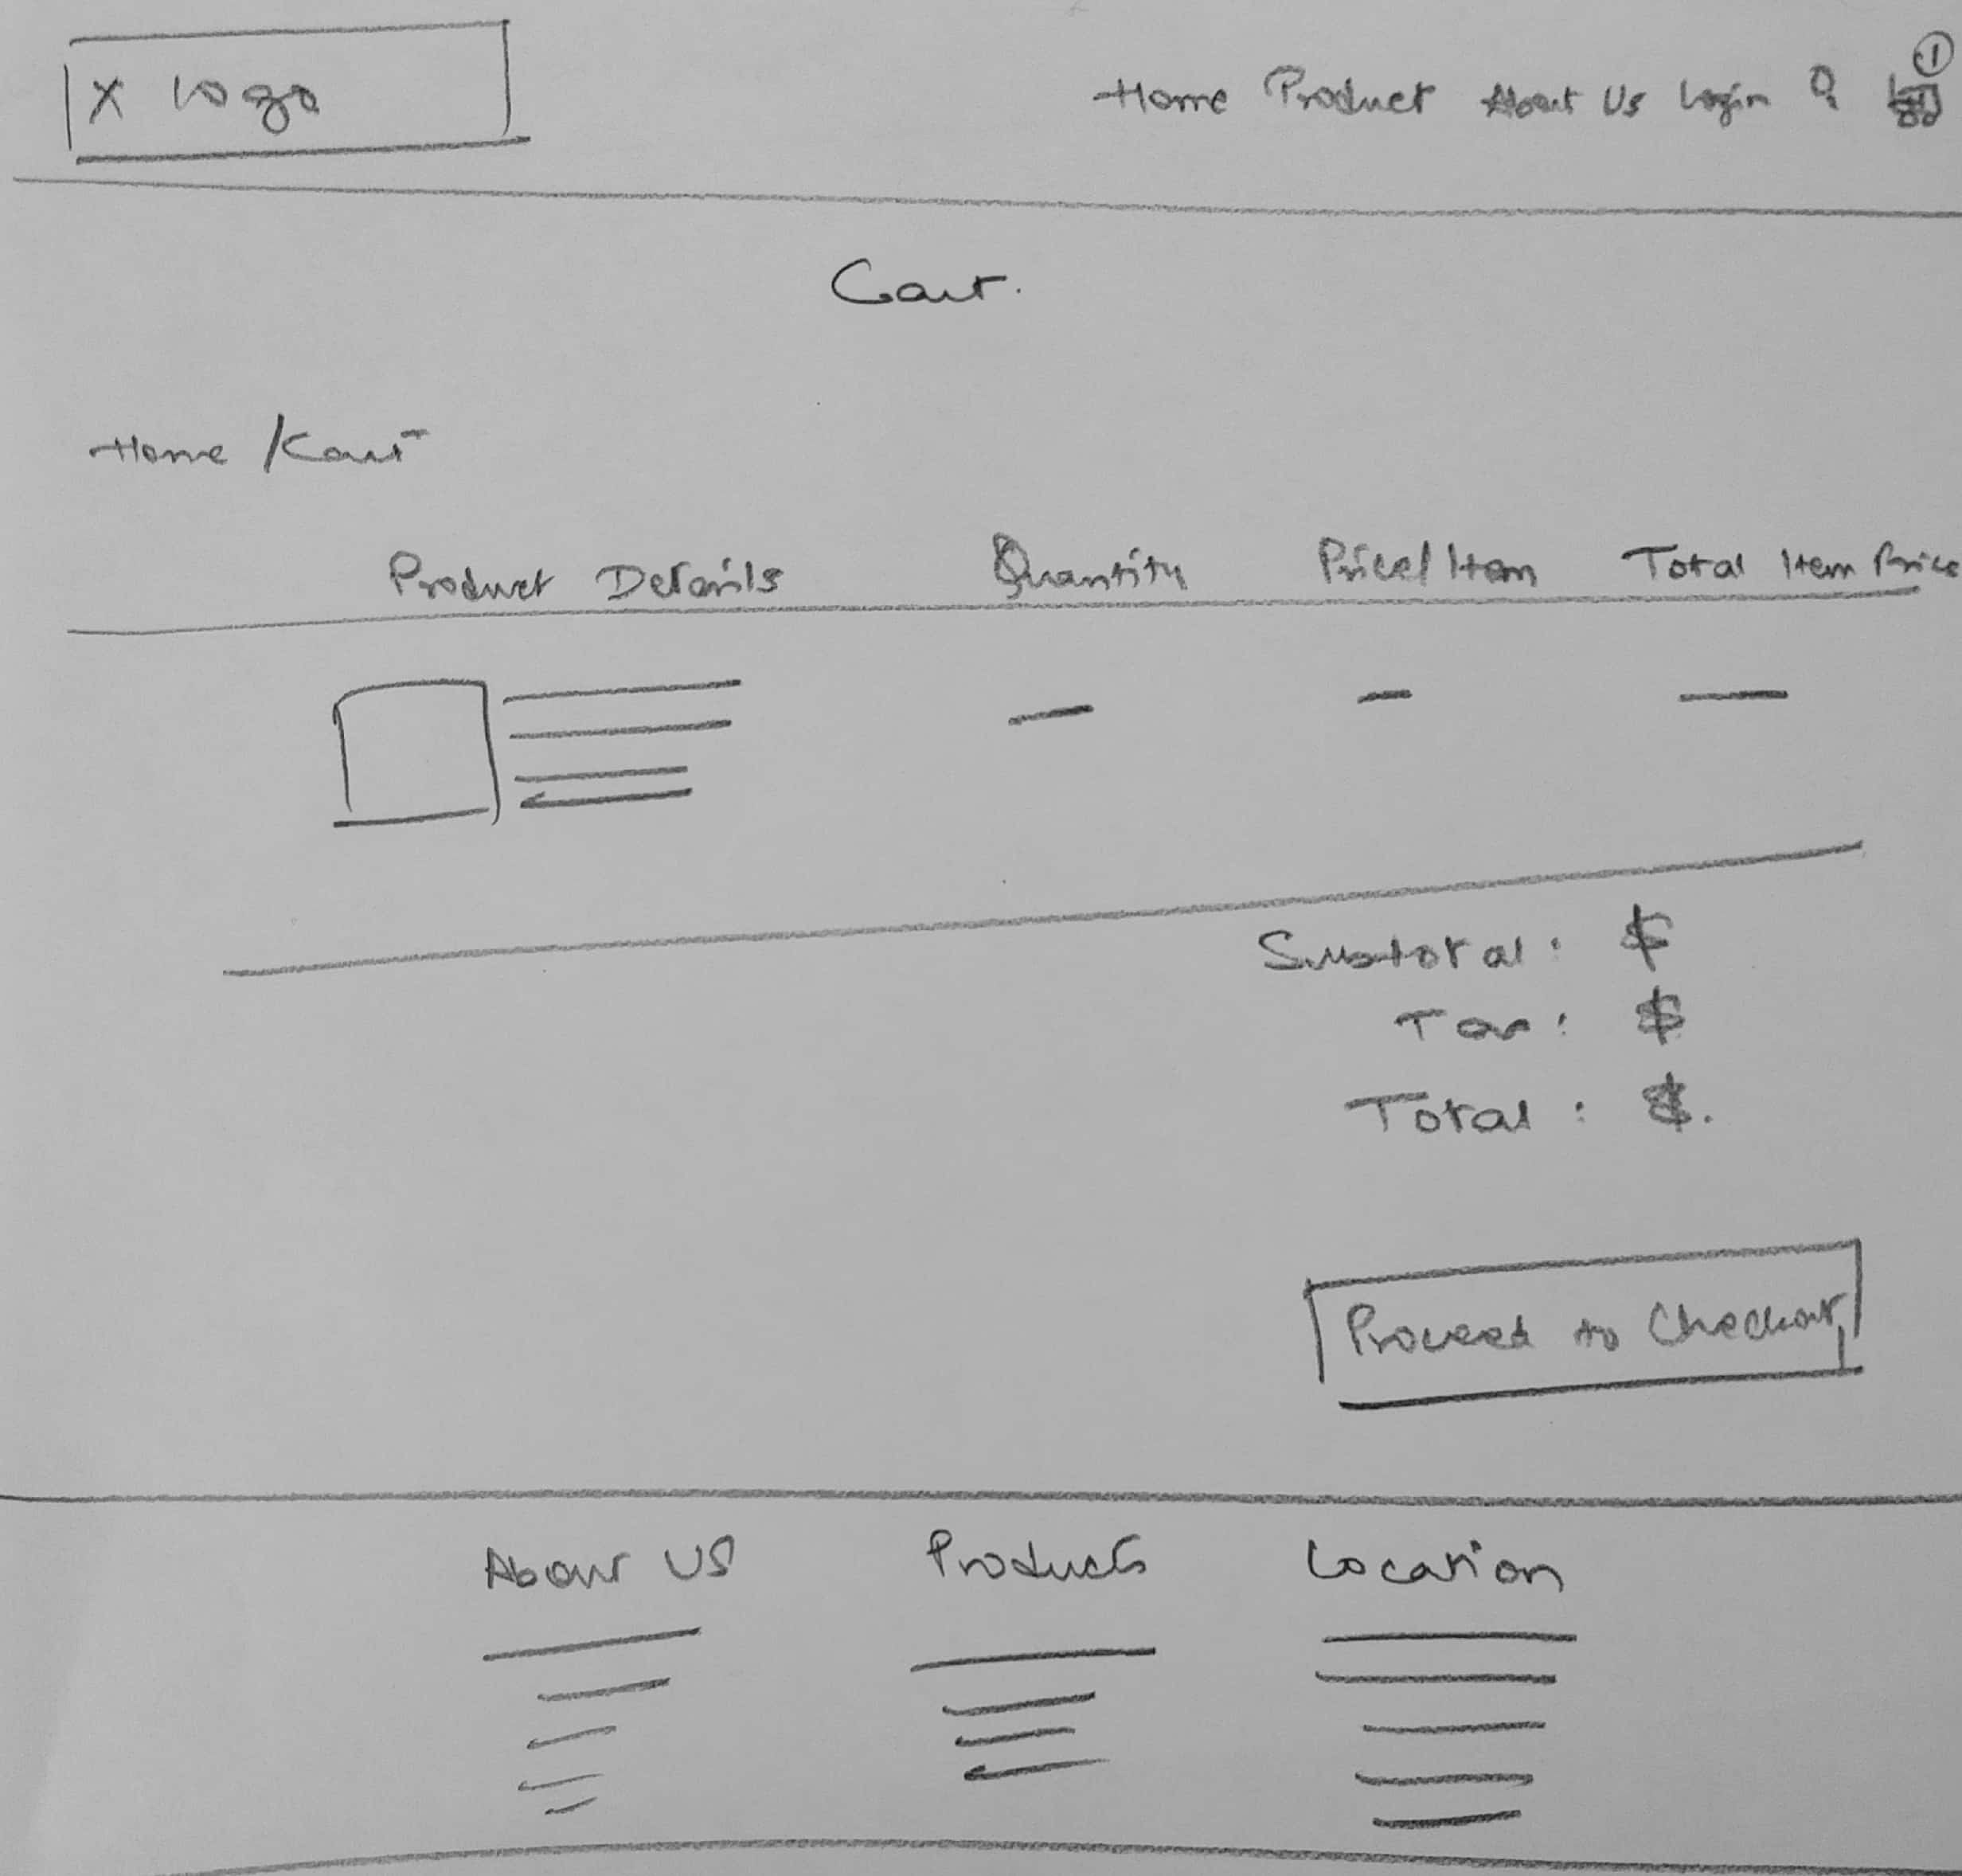 X logo
Home Product About Us Login 1
Cart.
Home / Cart
Product Details Quantity Price/Item Total Item Price
Subtotal: $
Tax: $
Total: $.
Proceed to Checkout
About US Products Location